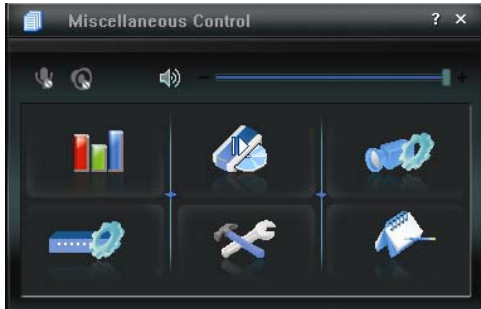 Miscellaneous Control ? ×
- +